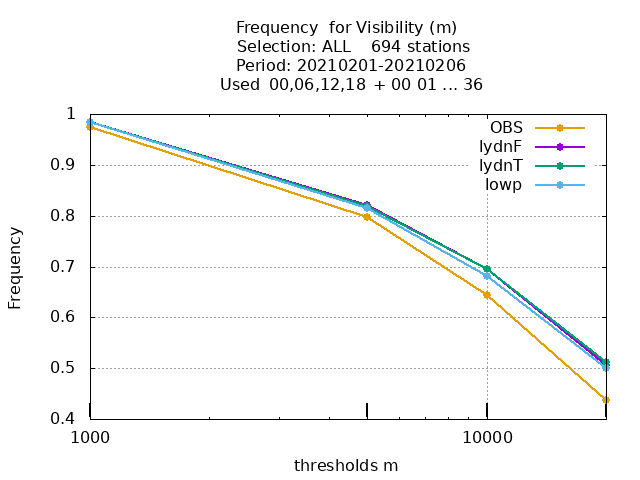 Frequency  for Visibility (m)
Selection: ALL    694 stations
Period: 20210201-20210206
Used 00,06,12,18 + 00 01 ... 36
1
0.9
0.8
0.7
0.6
0.5
0.4
Frequency
OBS
lydnF
lydnT
lowp
1000
10000
thresholds m